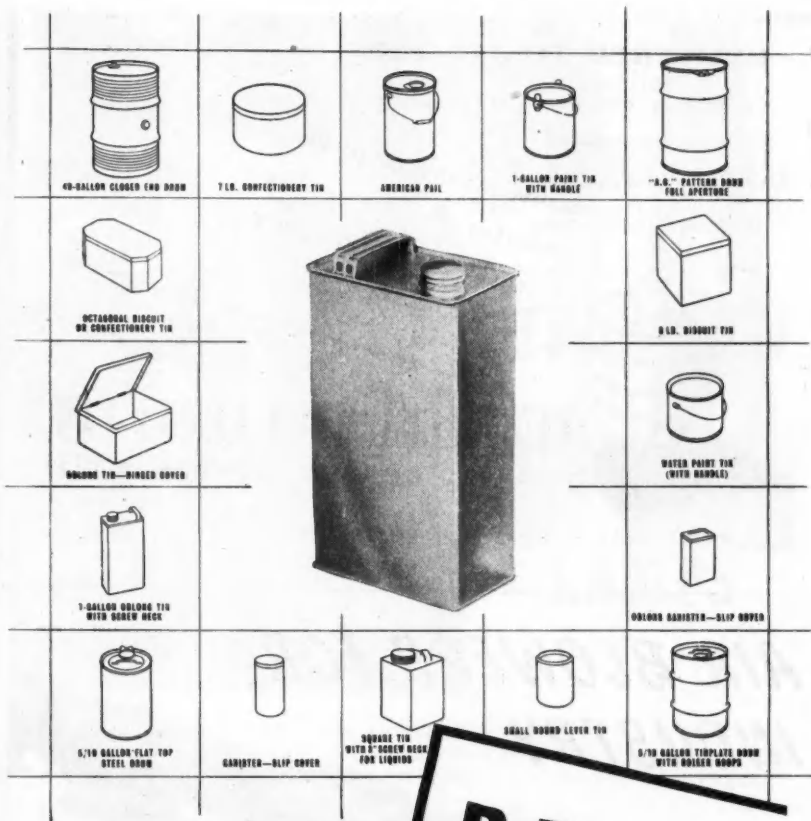 40-GALLON CLOSED END DRUM
7 LB. CONFECTIONERY TIN
AMERICAN PAIL
1-GALLON PAINT TIN
WITH HANDLE
"A.G." PATTERN DRUM
FULL APERTURE
OCTAGONAL BISCUIT
OR CONFECTIONERY TIN
8 LB. BISCUIT TIN
OBLONG TIN—HINGED COVER
WATER PAINT TIN
(WITH HANDLE)
1-GALLON OBLONG TIN
WITH SCREW NECK
OBLONG CANISTER—SLIP COVER
5/10 GALLON FLAT TOP
STEEL DRUM
CANISTER—SLIP COVER
SQUARE TIN
WITH 3" SCREW NECK
FOR LIQUIDS
SMALL ROUND LEVER TIN
5/10 GALLON TINPLATE DRUM
WITH ROLGER HOOPS